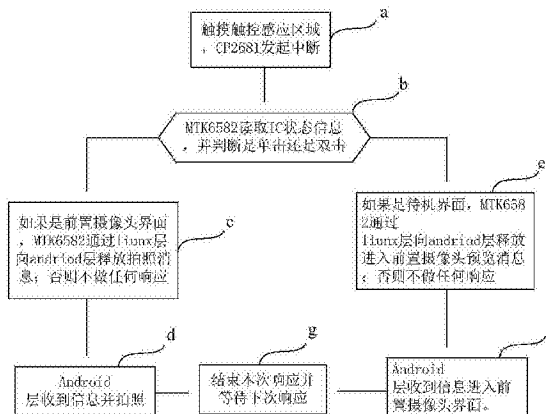 触摸触控感应区域
，CP2681发起中断
a
MTK6582读取IC状态信息
，并判断是单击还是双击
b
如果是前置摄像头界面
，MTK6582通过liunx层
向andriod层释放拍照消
息；否则不做任何响应
c
如果是待机界面，MTK658
2通过
liunx层向andriod层释放
进入前置摄像头预览消息
；否则不做任何响应
e
Android
层收到信息并拍照
d
结束本次响应并
等待下次响应
g
Android
层收到信息进入前
置摄像头界面。